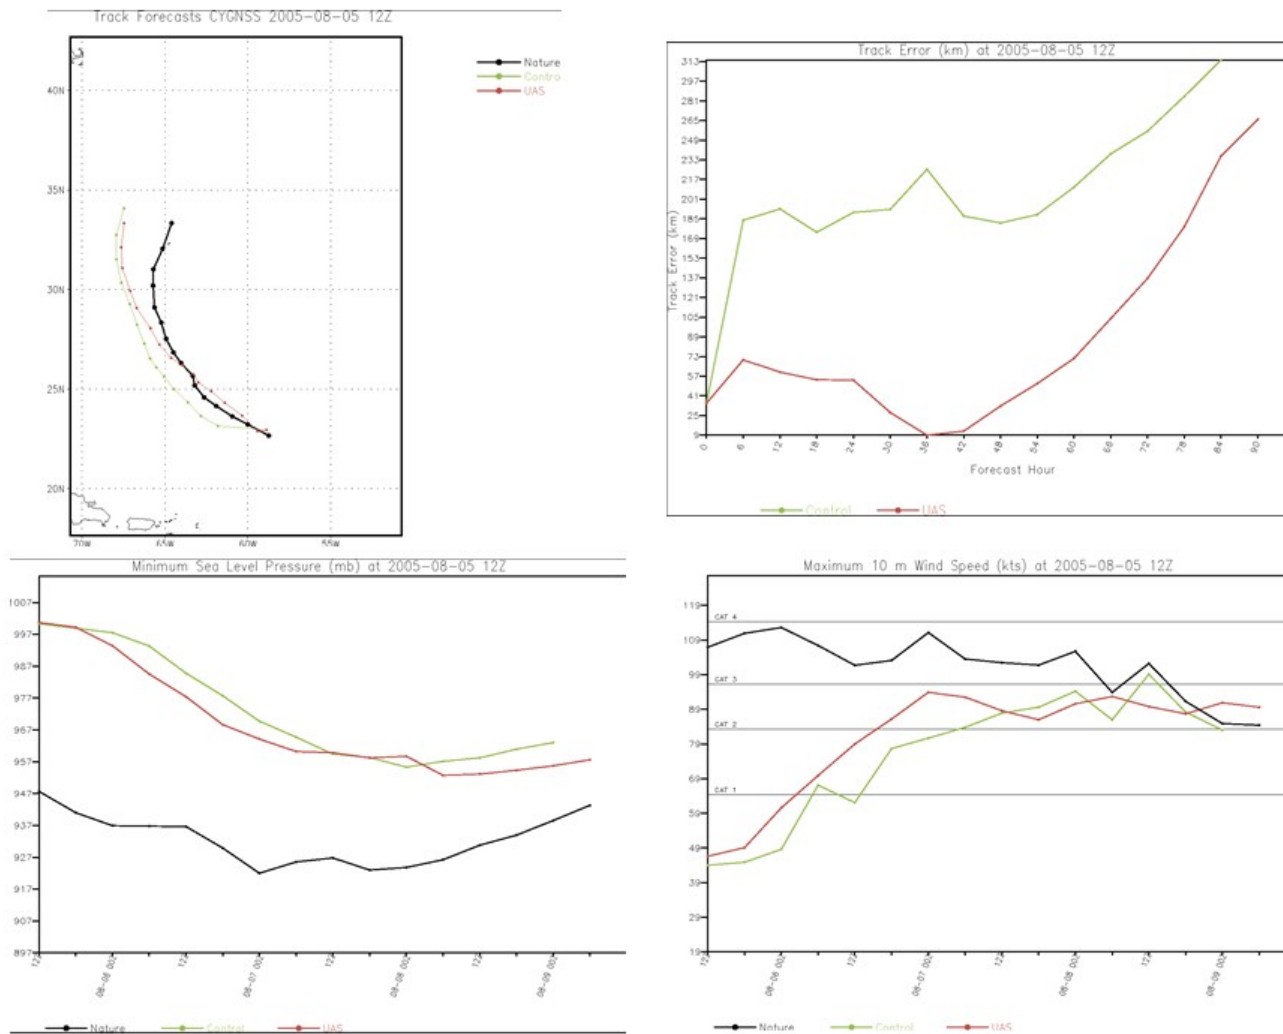 Track Forecasts CYGNSS 2005-08-05 12Z
Nature
Contro
UAS
40N
35N
30N
25N
20N
70W 65W 60W 55W
Track Error (km) at 2005-08-05 12Z
313
297
281
265
249
233
217
201
185
169
153
137
121
105
89
73
57
41
25
9
Track Error (km)
0 6 12 18 24 30 36 42 48 54 60 66 72 78 84 90
Forecast Hour
Control UAS
Minimum Sea Level Pressure (mb) at 2005-08-05 12Z
1007
997
987
977
967
957
947
937
927
917
907
897
12Z 08-06 00Z 12Z 08-07 00Z 12Z 08-08 00Z 12Z 08-09 00Z
Nature Control UAS
Maximum 10 m Wind Speed (kts) at 2005-08-05 12Z
119
109
99
89
79
69
59
49
39
29
19
CAT 4
CAT 3
CAT 2
CAT 1
12Z 08-06 00Z 12Z 08-07 00Z 12Z 08-08 00Z 12Z 08-09 00Z
Nature Control UAS